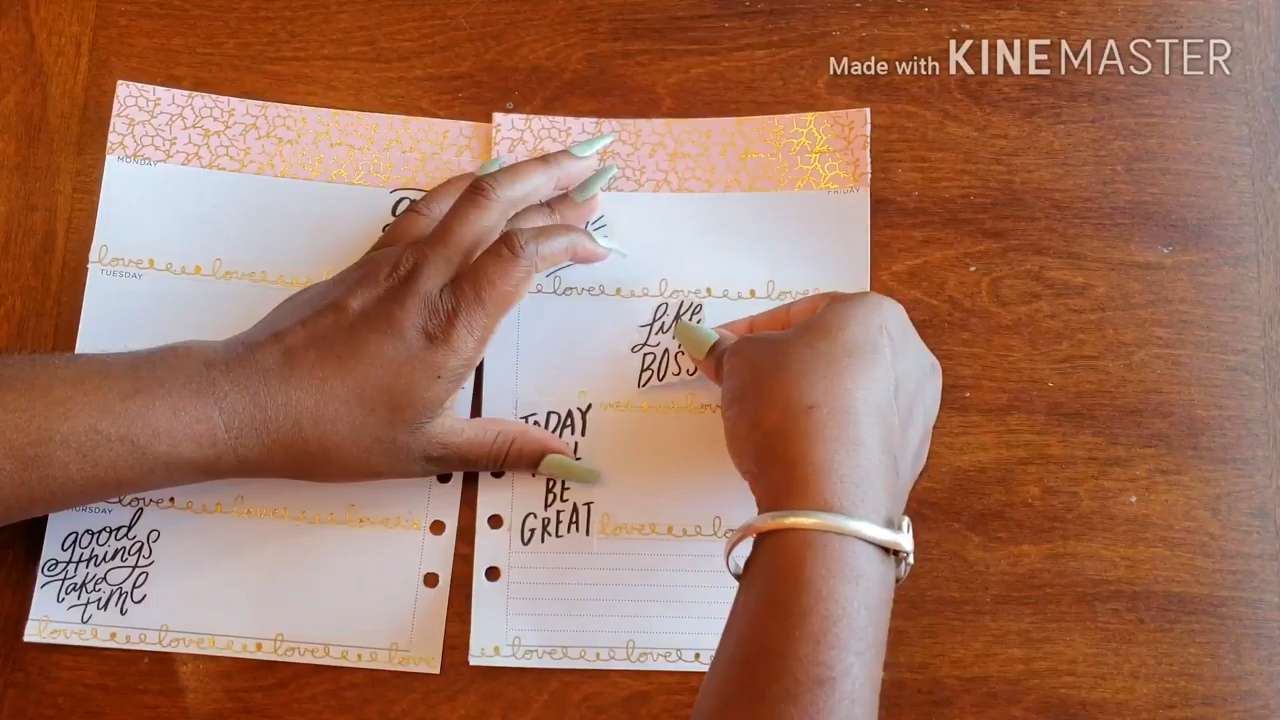 Made with KINEMASTER
MONDAY
love love
TUESDAY
love love love
THURSDAY
good
things
take
time
love love love love
FRIDAY
love love love
Like
BOSS
TODAY
BE
GREAT
love
love love